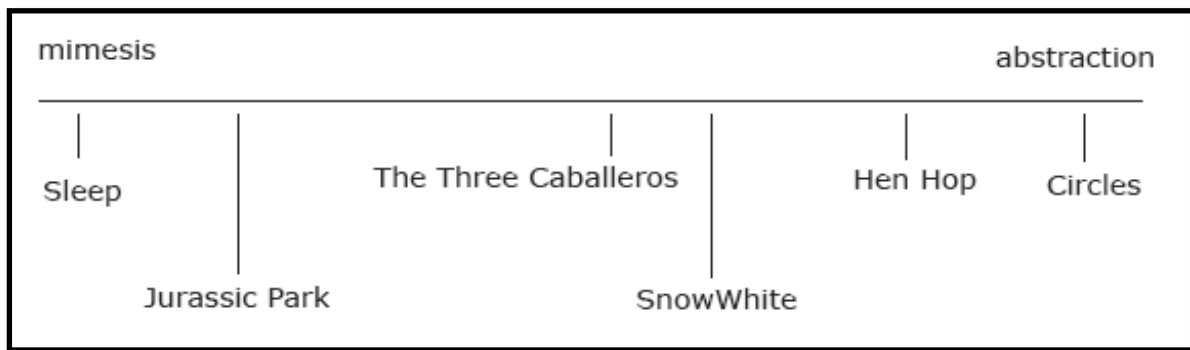 mimesis
abstraction
Sleep
The Three Caballeros
Hen Hop
Circles
Jurassic Park
SnowWhite